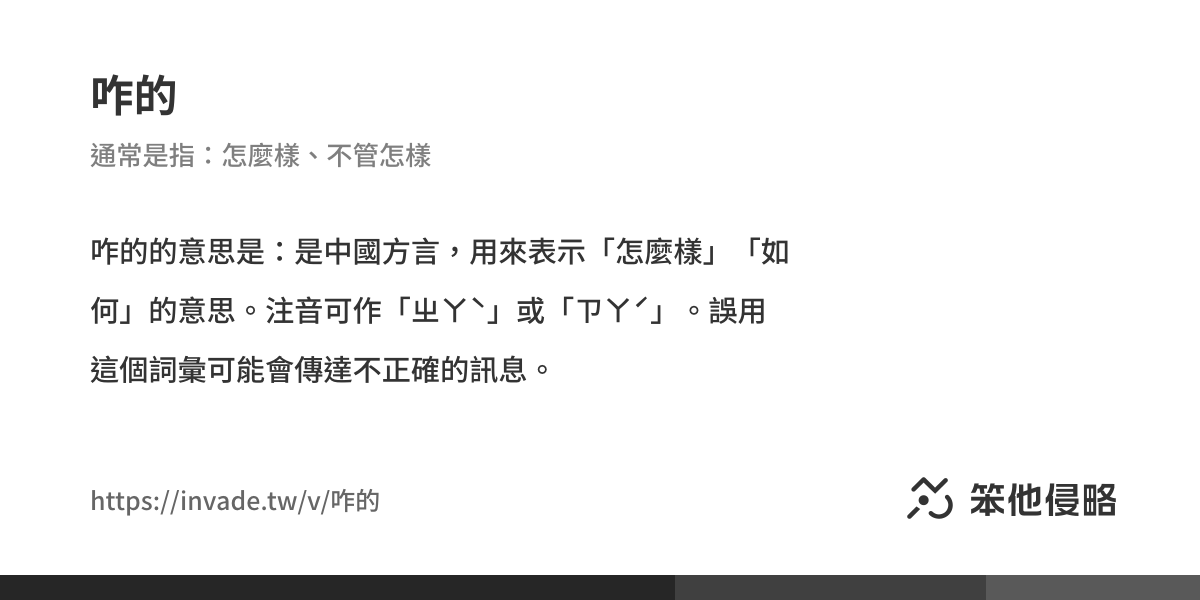 咋的
通常是指：怎麼樣、不管怎樣
咋的的意思是：是中國方言，用來表示「怎麼樣」「如
何」的意思。注音可作「ㄓㄚˋ」或「ㄗㄚˊ」。誤用
這個詞彙可能會傳達不正確的訊息。
https://invade.tw/v/咋的
笨他侵略